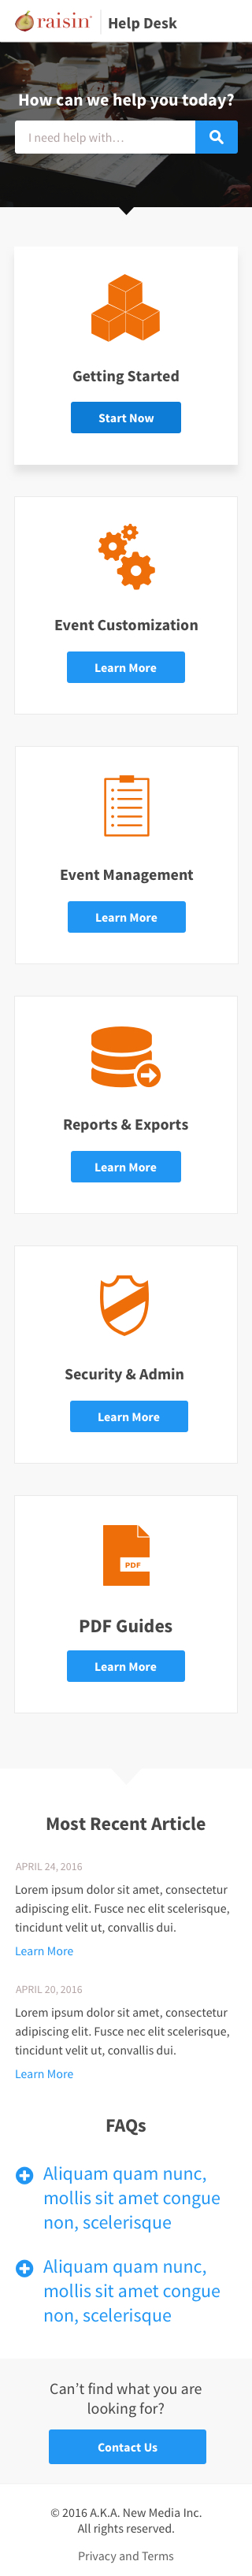 raisin Help Desk
How can we help you today?
I need help with...
Getting Started
Start Now
Event Customization
Learn More
Event Management
Learn More
Reports & Exports
Learn More
Security & Admin
Learn More
PDF
PDF Guides
Learn More
Most Recent Article
APRIL 24, 2016
Lorem ipsum dolor sit amet, consectetur
adipiscing elit. Fusce nec elit scelerisque,
tincidunt velit ut, convallis dui.
Learn More
APRIL 20, 2016
Lorem ipsum dolor sit amet, consectetur
adipiscing elit. Fusce nec elit scelerisque,
tincidunt velit ut, convallis dui.
Learn More
FAQs
Aliquam quam nunc,
mollis sit amet congue
non, scelerisque
Aliquam quam nunc,
mollis sit amet congue
non, scelerisque
Can't find what you are
looking for?
Contact Us
© 2016 A.K.A. New Media Inc.
All rights reserved.
Privacy and Terms